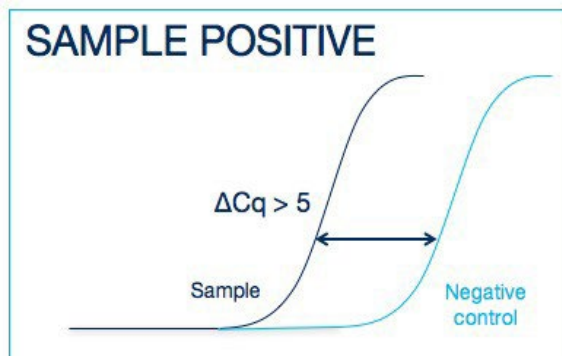 SAMPLE POSITIVE
ΔCq > 5
Sample
Negative
control